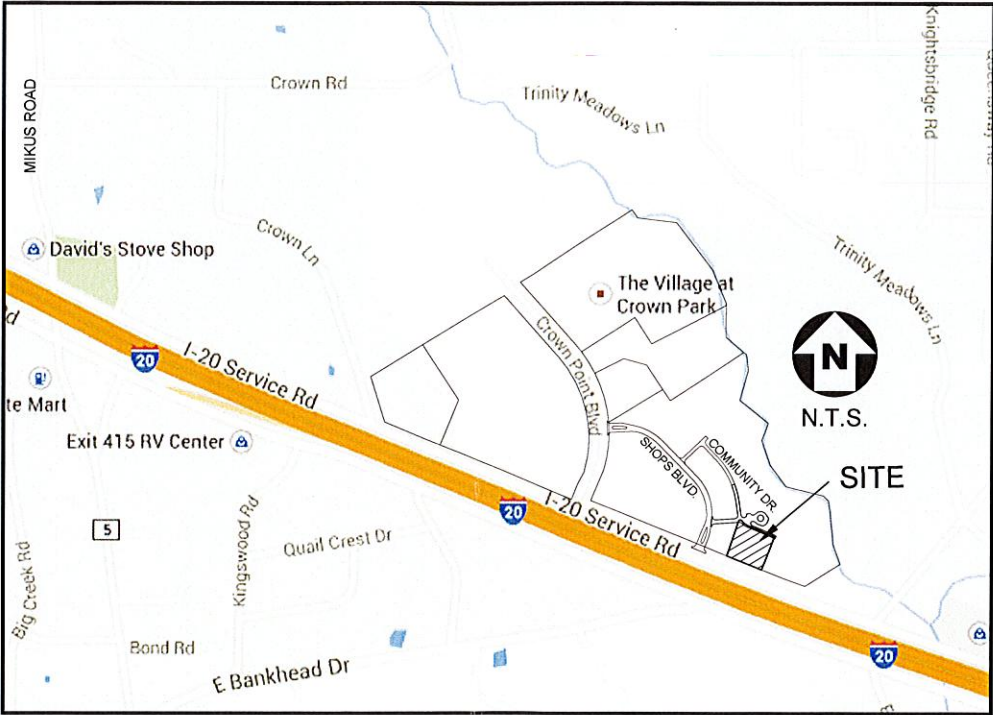 Crown Rd
Knightsbridge Rd
Trinity Meadows Ln
MIKUS ROAD
Crown Ln
David's Stove Shop
Trinity Meadows Ln
The Village at
Crown Park
N
N.T.S.
Crown Point Blvd
20
I-20 Service Rd
te Mart
Exit 415 RV Center
SHOPS BLVD.
COMMUNITY DR.
SITE
20
I-20 Service Rd
5
Kingswood Rd
Quail Crest Dr
Big Creek Rd
Bond Rd
E Bankhead Dr
20